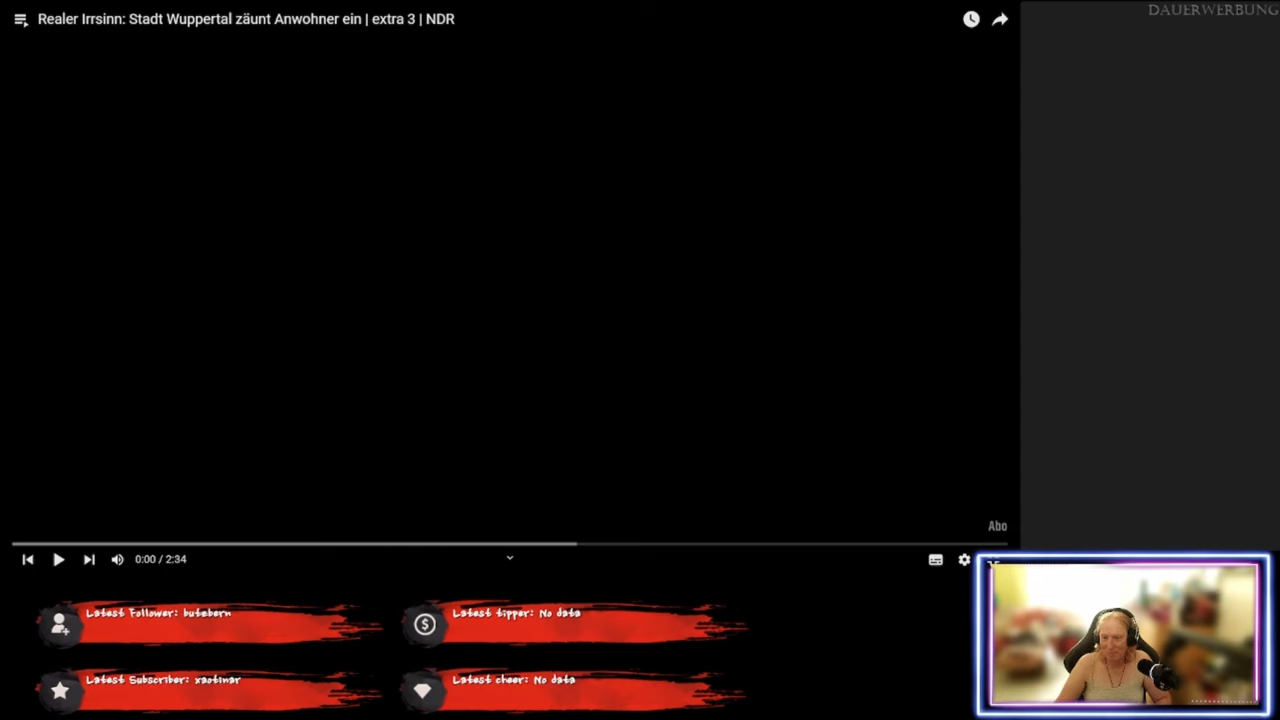 Realer Irrsinn: Stadt Wuppertal zäunt Anwohner ein | extra 3 | NDR
DAUERWERBUNG
Abo
0:00 / 2:34
Latest Follower: butebern
Latest tipper: No data
Latest Subscriber: xaotinar
Latest cheer: No data